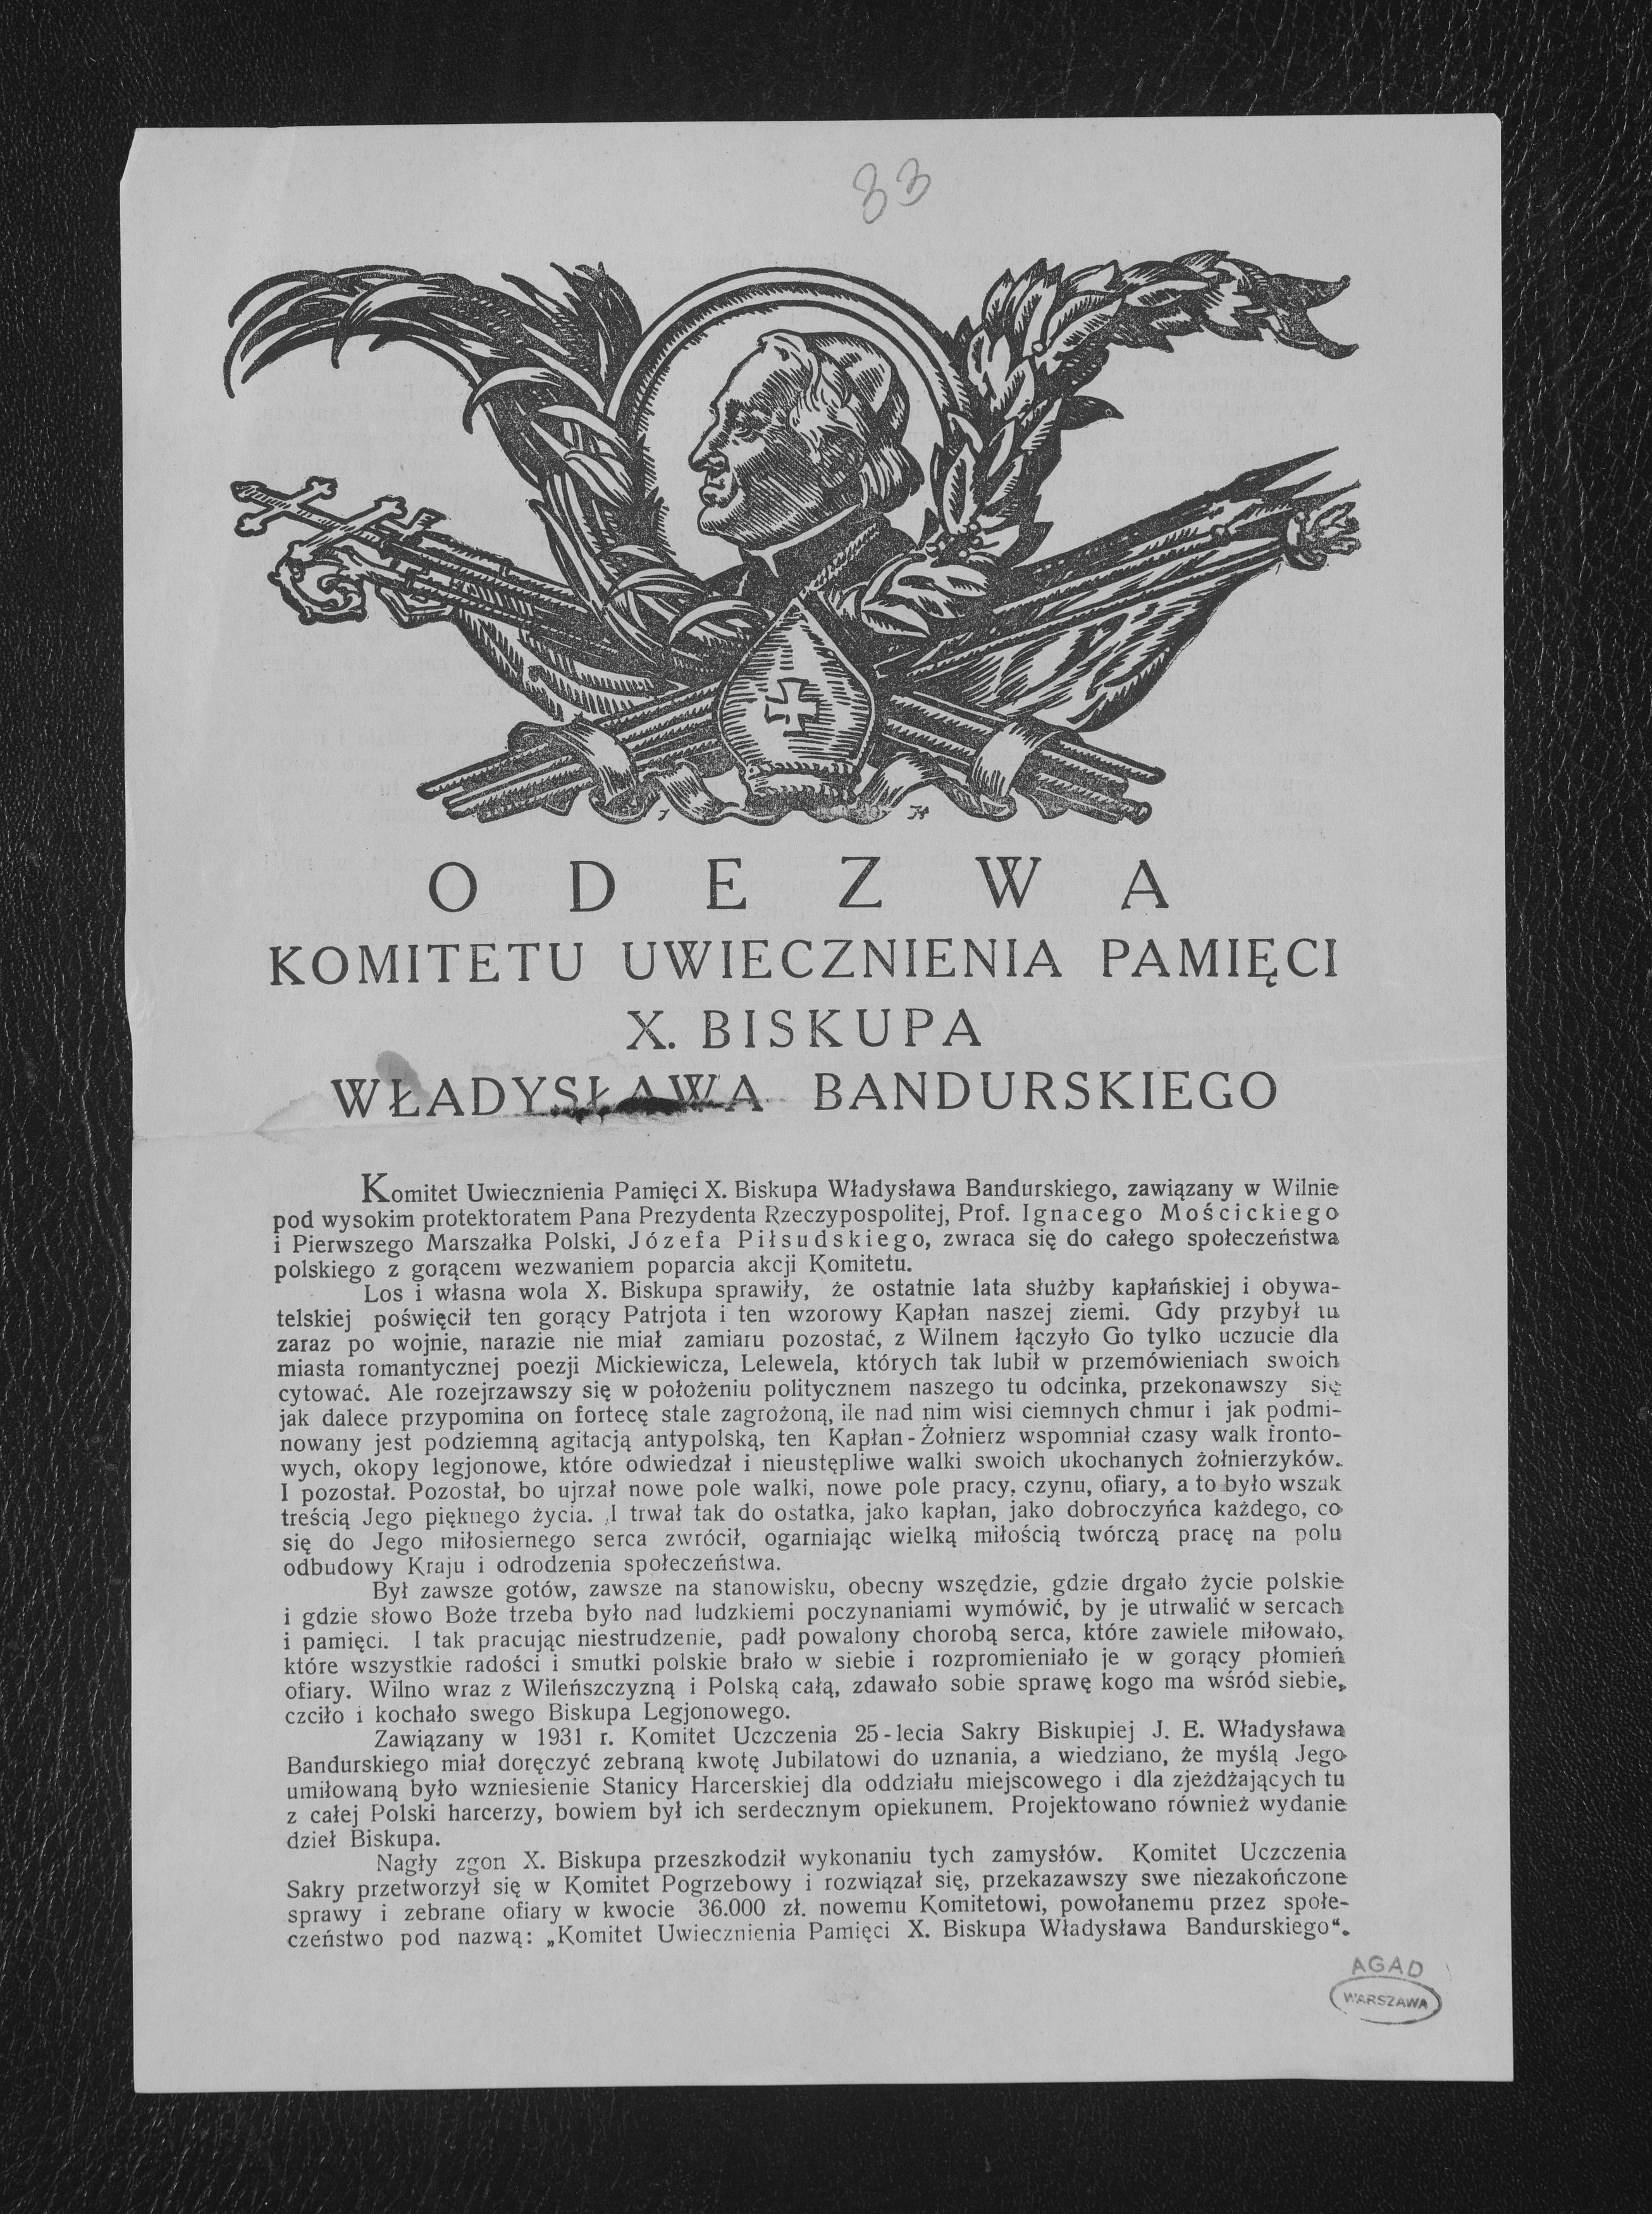 83
ODEZWA
KOMITETU UWIECZNIENIA PAMIĘCI
X. BISKUPA
WŁADYSŁAWA BANDURSKIEGO
Komitet Uwiecznienia Pamięci X. Biskupa Władysława Bandurskiego, zawiązany w Wilnie
pod wysokim protektoratem Pana Prezydenta Rzeczypospolitej, Prof. Ignacego Mościckiego
i Pierwszego Marszałka Polski, Józefa Piłsudskiego, zwraca się do całego społeczeństwa
polskiego z gorącem wezwaniem poparcia akcji Komitetu.
Los i własna wola X. Biskupa sprawiły, że ostatnie lata służby kapłańskiej i obywa-
telskiej poświęcił ten gorący Patrjota i ten wzorowy Kapłan naszej ziemi. Gdy przybył tu
zaraz po wojnie, narazie nie miał zamiaru pozostać, z Wilnem łączyło Go tylko uczucie dla
miasta romantycznej poezji Mickiewicza, Lelewela, których tak lubił w przemówieniach swoich
cytować. Ale rozejrzawszy się w położeniu politycznem naszego tu odcinka, przekonawszy się
jak dalece przypomina on fortecę stale zagrożoną, ile nad nim wisi ciemnych chmur i jak podmi-
nowany jest podziemną agitacją antypolską, ten Kapłan-Żołnierz wspomniał czasy walk fronto-
wych, okopy legjonowe, które odwiedzał i nieustępliwe walki swoich ukochanych żołnierzyków.
I pozostał. Pozostał, bo ujrzał nowe pole walki, nowe pole pracy, czynu, ofiary, a to było wszak
treścią Jego pięknego życia. I trwał tak do ostatka, jako kapłan, jako dobroczyńca każdego, co
się do Jego miłosiernego serca zwrócił, ogarniając wielką miłością twórczą pracę na polu
odbudowy Kraju i odrodzenia społeczeństwa.
Był zawsze gotów, zawsze na stanowisku, obecny wszędzie, gdzie drgało życie polskie
i gdzie słowo Boże trzeba było nad ludzkiemi poczynaniami wymówić, by je utrwalić w sercach
i pamięci. I tak pracując niestrudzenie, padł powalony chorobą serca, które zawiele miłowało,
które wszystkie radości i smutki polskie brało w siebie i rozpromieniało je w gorący płomień
ofiary. Wilno wraz z Wileńszczyzną i Polską całą, zdawało sobie sprawę kogo ma wśród siebie,
czciło i kochało swego Biskupa Legjonowego.
Zawiązany w 1931 r. Komitet Uczczenia 25-lecia Sakry Biskupiej J. E. Władysława
Bandurskiego miał doręczyć zebraną kwotę Jubilatowi do uznania, a wiedziano, że myślą Jego
umiłowaną było wzniesienie Stanicy Harcerskiej dla oddziału miejscowego i dla zjeżdżających tu
z całej Polski harcerzy, bowiem był ich serdecznym opiekunem. Projektowano również wydanie
dzieł Biskupa.
Nagły zgon X. Biskupa przeszkodził wykonaniu tych zamysłów. Komitet Uczczenia
Sakry przetworzył się w Komitet Pogrzebowy i rozwiązał się, przekazawszy swe niezakończone
sprawy i zebrane ofiary w kwocie 36.000 zł. nowemu Komitetowi, powołanemu przez społe-
czeństwo pod nazwą: „Komitet Uwiecznienia Pamięci X. Biskupa Władysława Bandurskiego“.
AGAD
WARSZAWA